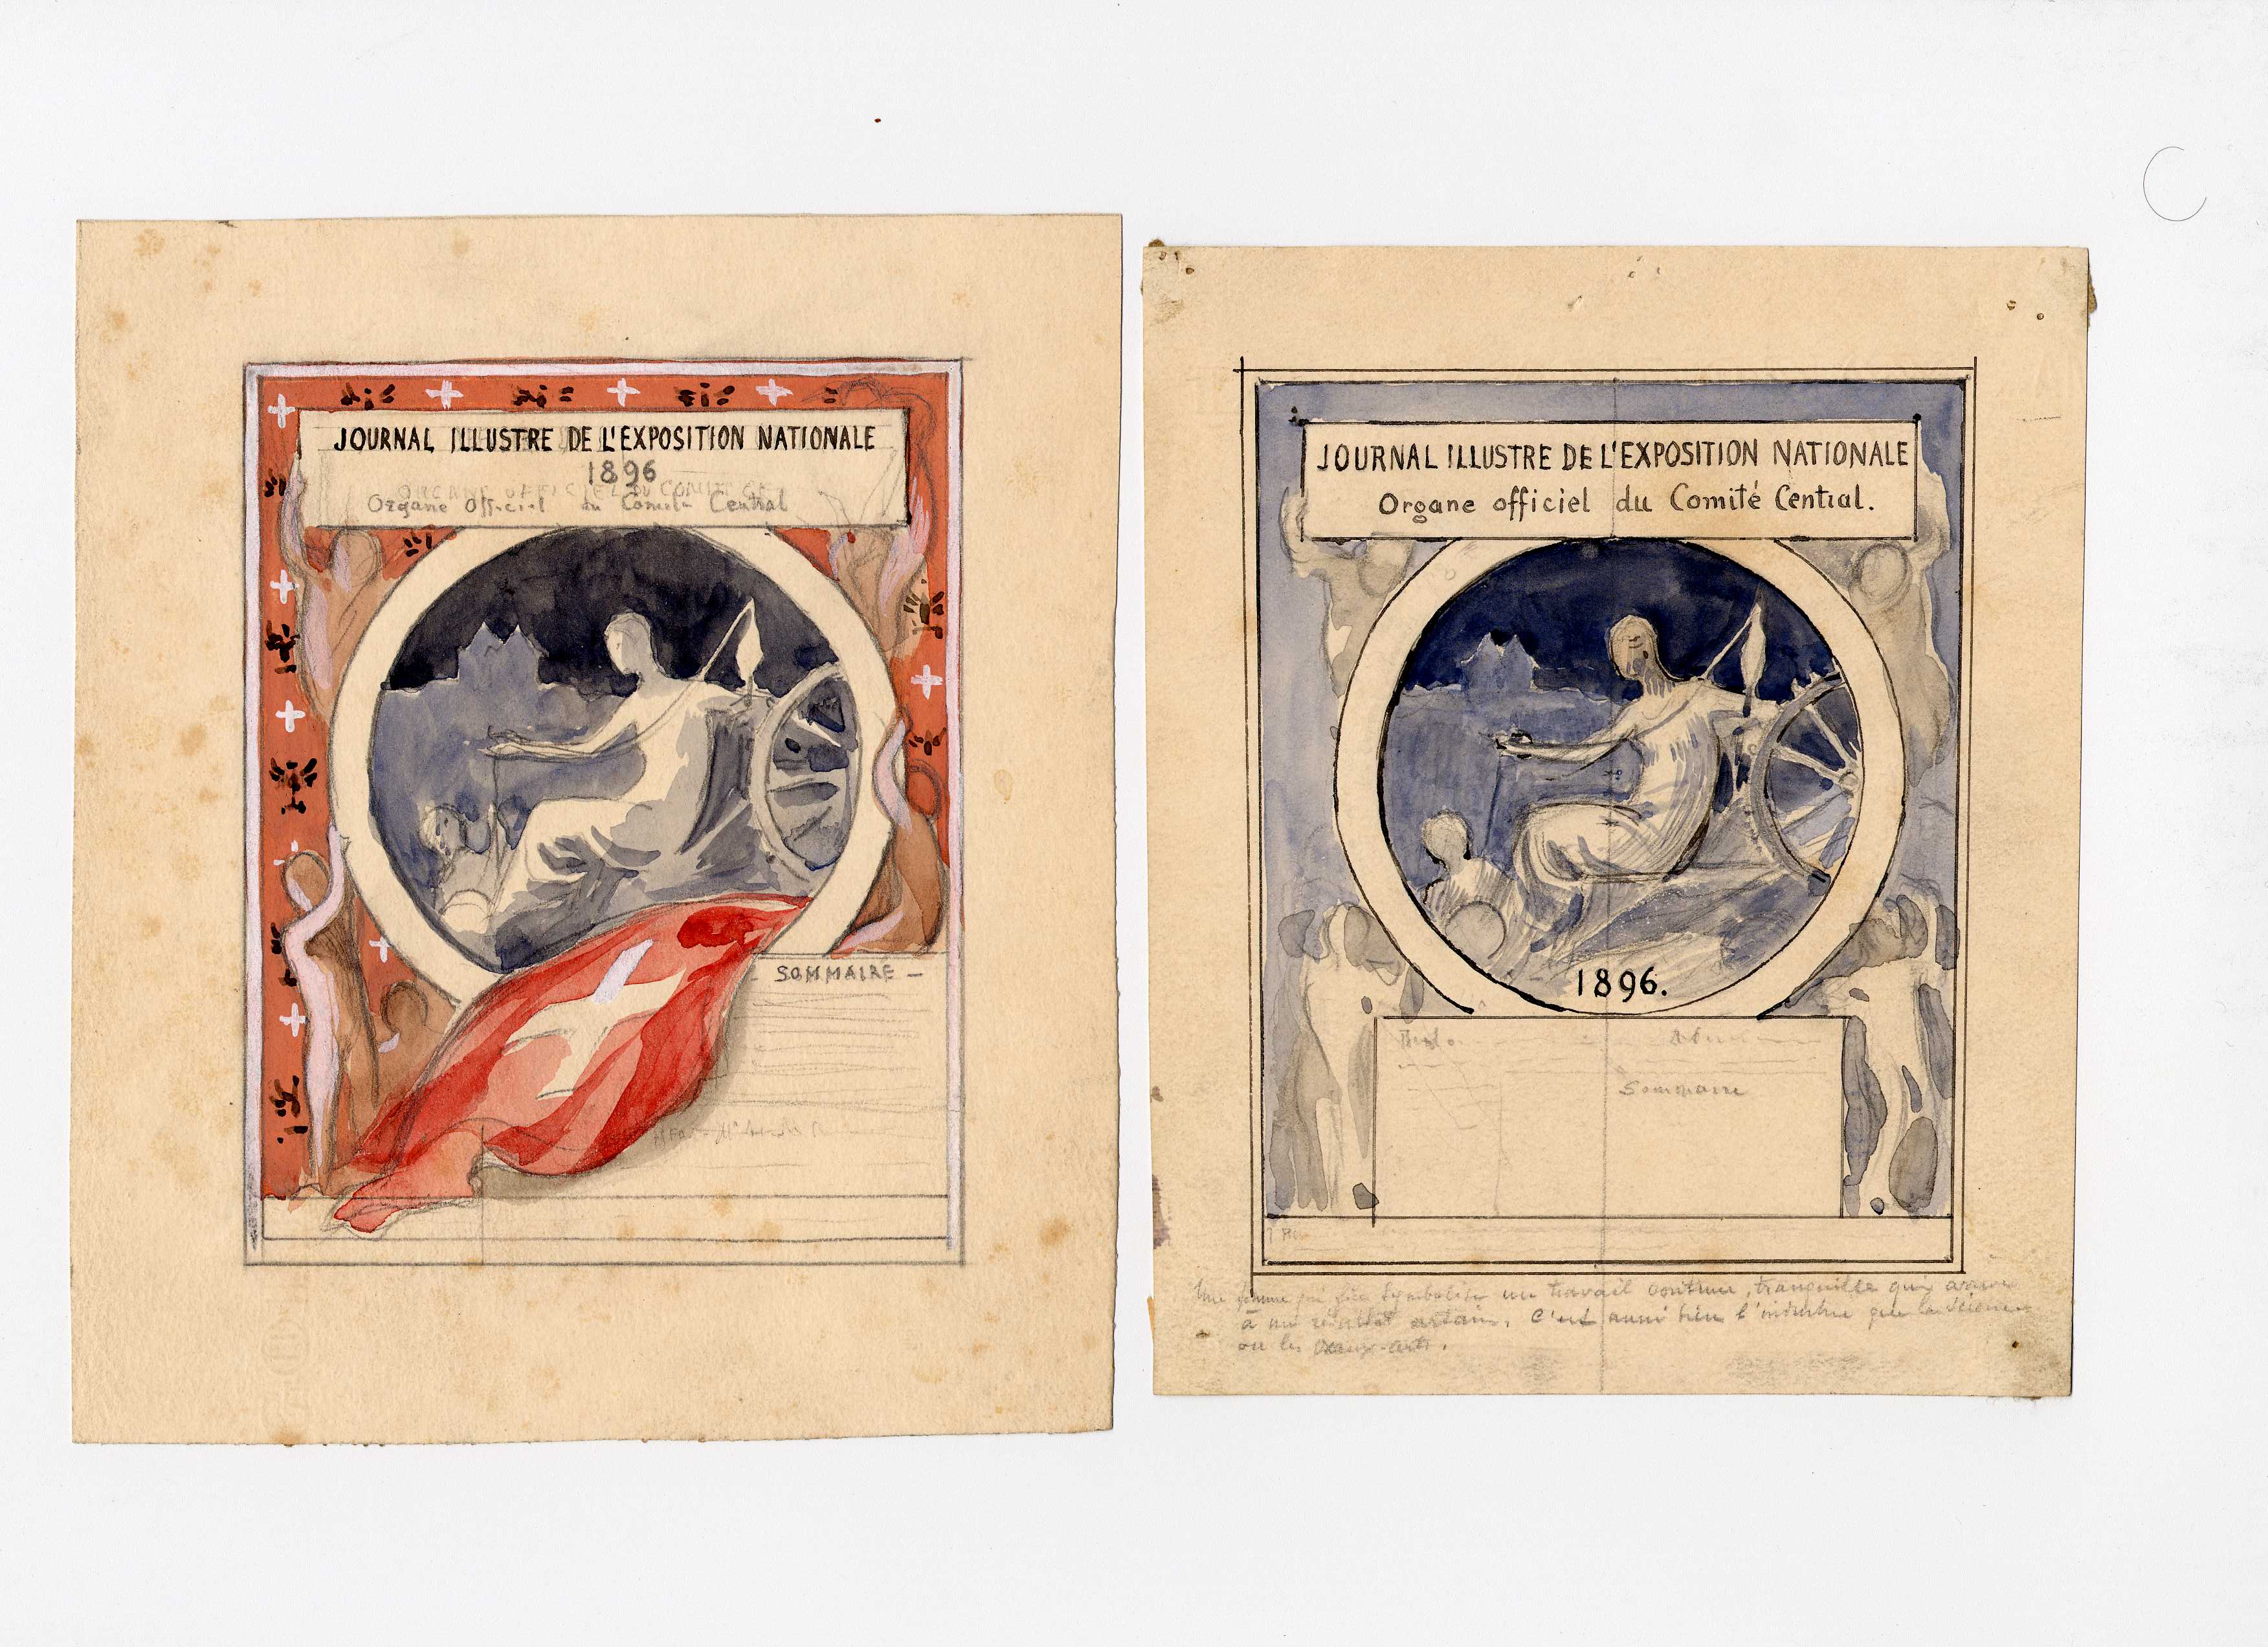 JOURNAL ILLUSTRE DE L'EXPOSITION NATIONALE
1896
Organe Officiel du Comité Central
SOMMAIRE -
JOURNAL ILLUSTRE DE L'EXPOSITION NATIONALE
Organe officiel du Comité Central.
1896.
Sommaire
Une femme qui file symbolise un travail continu, tranquille qui arrive
à un résultat certain. C'est aussi bien l'industrie que la science
ou les beaux-arts.